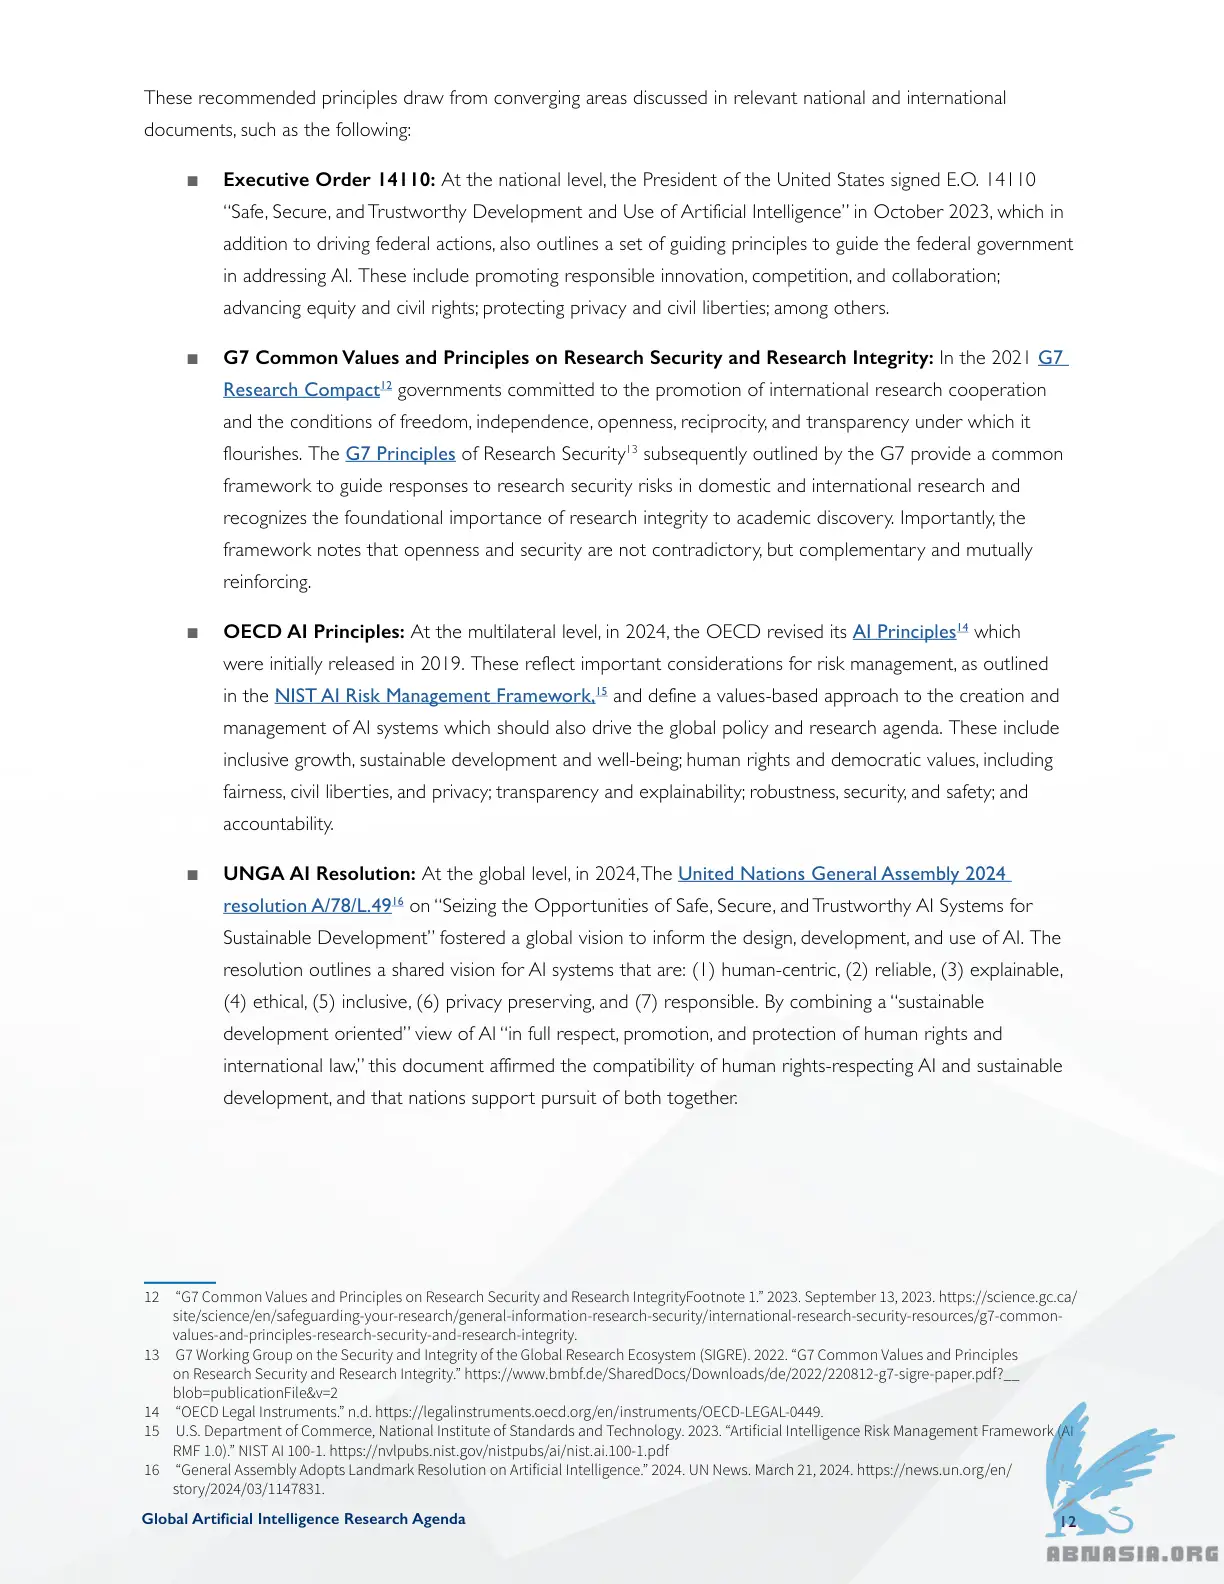 These recommended principles draw from converging areas discussed in relevant national and international
documents, such as the following:
■ Executive Order 14110: At the national level, the President of the United States signed E.O. 14110
“Safe, Secure, and Trustworthy Development and Use of Artificial Intelligence” in October 2023, which in
addition to driving federal actions, also outlines a set of guiding principles to guide the federal government
in addressing AI. These include promoting responsible innovation, competition, and collaboration;
advancing equity and civil rights; protecting privacy and civil liberties; among others.
■ G7 Common Values and Principles on Research Security and Research Integrity: In the 2021 G7
Research Compact12 governments committed to the promotion of international research cooperation
and the conditions of freedom, independence, openness, reciprocity, and transparency under which it
flourishes. The G7 Principles of Research Security13 subsequently outlined by the G7 provide a common
framework to guide responses to research security risks in domestic and international research and
recognizes the foundational importance of research integrity to academic discovery. Importantly, the
framework notes that openness and security are not contradictory, but complementary and mutually
reinforcing.
■ OECD AI Principles: At the multilateral level, in 2024, the OECD revised its AI Principles14 which
were initially released in 2019. These reflect important considerations for risk management, as outlined
in the NIST AI Risk Management Framework,15 and define a values-based approach to the creation and
management of AI systems which should also drive the global policy and research agenda. These include
inclusive growth, sustainable development and well-being; human rights and democratic values, including
fairness, civil liberties, and privacy; transparency and explainability; robustness, security, and safety; and
accountability.
■ UNGA AI Resolution: At the global level, in 2024, The United Nations General Assembly 2024
resolution A/78/L.4916 on “Seizing the Opportunities of Safe, Secure, and Trustworthy AI Systems for
Sustainable Development” fostered a global vision to inform the design, development, and use of AI. The
resolution outlines a shared vision for AI systems that are: (1) human-centric, (2) reliable, (3) explainable,
(4) ethical, (5) inclusive, (6) privacy preserving, and (7) responsible. By combining a “sustainable
development oriented” view of AI “in full respect, promotion, and protection of human rights and
international law,” this document affirmed the compatibility of human rights-respecting AI and sustainable
development, and that nations support pursuit of both together.
12 “G7 Common Values and Principles on Research Security and Research IntegrityFootnote 1.” 2023. September 13, 2023. https://science.gc.ca/
site/science/en/safeguarding-your-research/general-information-research-security/international-research-security-resources/g7-common-
values-and-principles-research-security-and-research-integrity.
13 G7 Working Group on the Security and Integrity of the Global Research Ecosystem (SIGRE). 2022. “G7 Common Values and Principles
on Research Security and Research Integrity.” https://www.bmbf.de/SharedDocs/Downloads/de/2022/220812-g7-sigre-paper.pdf?__
blob=publicationFile&v=2
14 “OECD Legal Instruments.” n.d. https://legalinstruments.oecd.org/en/instruments/OECD-LEGAL-0449.
15 U.S. Department of Commerce, National Institute of Standards and Technology. 2023. “Artificial Intelligence Risk Management Framework (AI
RMF 1.0).” NIST AI 100-1. https://nvlpubs.nist.gov/nistpubs/ai/nist.ai.100-1.pdf
16 “General Assembly Adopts Landmark Resolution on Artificial Intelligence.” 2024. UN News. March 21, 2024. https://news.un.org/en/
story/2024/03/1147831.
Global Artificial Intelligence Research Agenda 12
ABNASIA.ORG